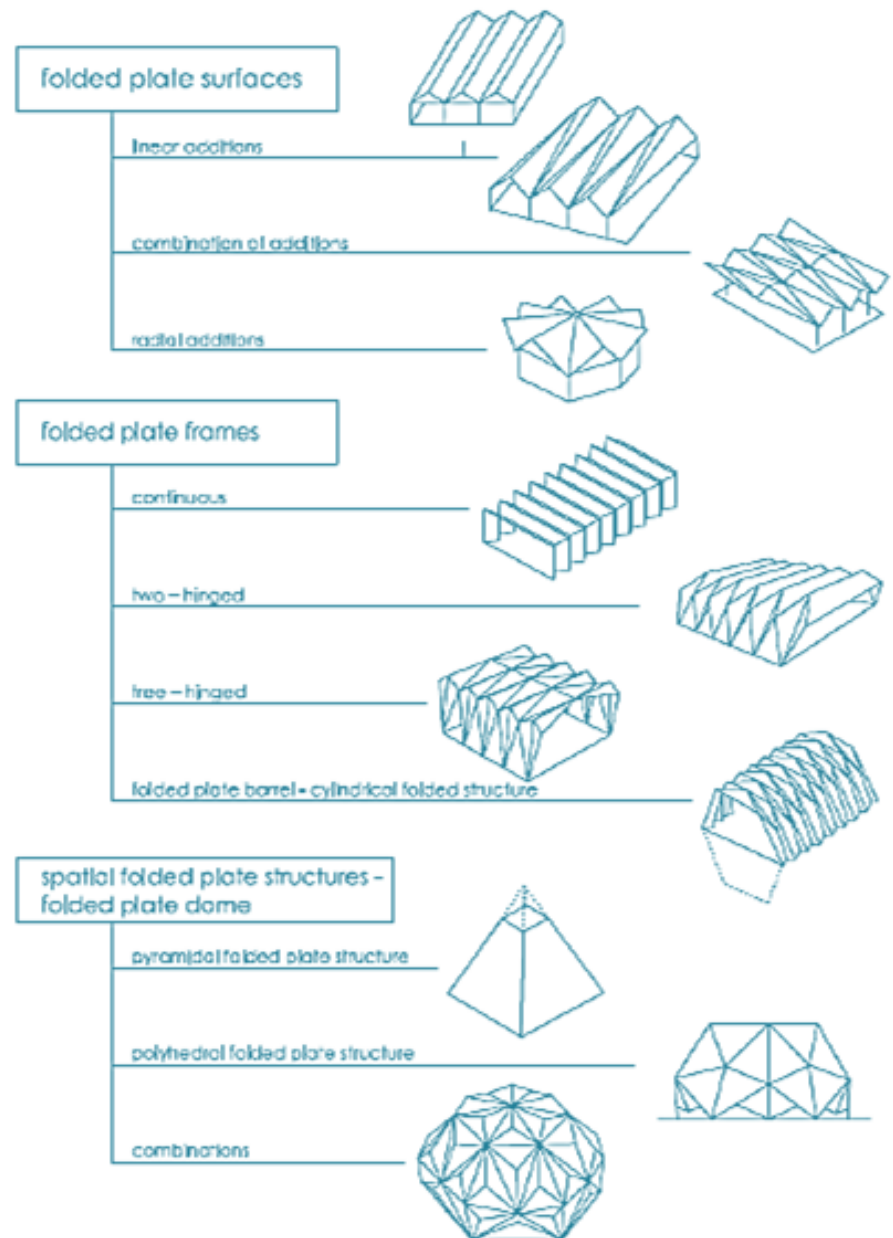 folded plate surfaces
linear additions
combination of additions
radial additions
folded plate frames
continuous
two - hinged
tree - hinged
folded plate barrel - cylindrical folded structure
spatial folded plate structures -
folded plate dome
pyramidal folded plate structure
polyhedral folded plate structure
combinations